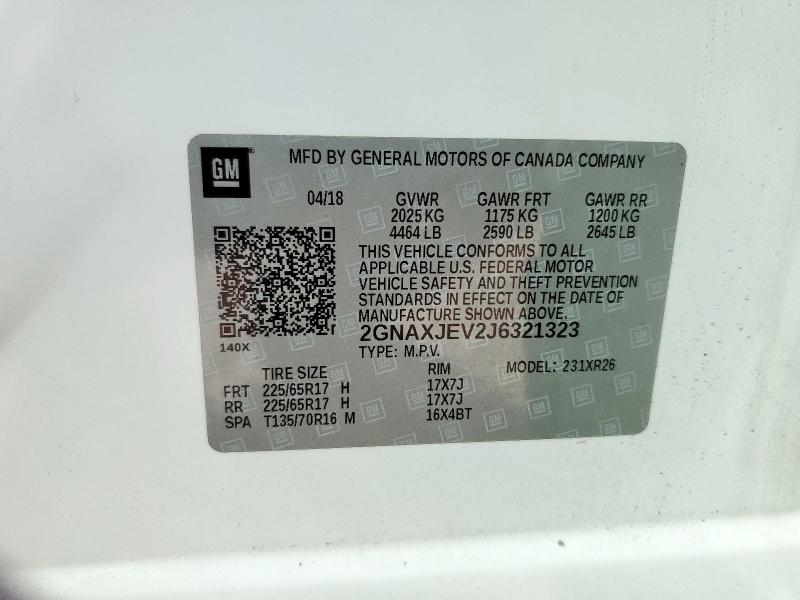 GM
MFD BY GENERAL MOTORS OF CANADA COMPANY
04/18 GVWR GAWR FRT GAWR RR
2025 KG 1175 KG 1200 KG
4464 LB 2590 LB 2645 LB
THIS VEHICLE CONFORMS TO ALL
APPLICABLE U.S. FEDERAL MOTOR
VEHICLE SAFETY AND THEFT PREVENTION
STANDARDS IN EFFECT ON THE DATE OF
MANUFACTURE SHOWN ABOVE.
2GNAXJEV2J6321323
140X
TYPE: M.P.V. MODEL: 231XR26
TIRE SIZE RIM
FRT 225/65R17 H 17X7J
RR 225/65R17 H 17X7J
SPA T135/70R16 M 16X4BT